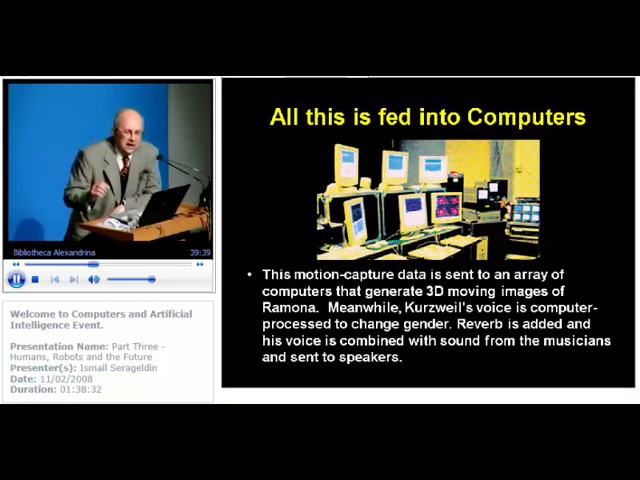 All this is fed into Computers
Bibliotheca Alexandrina
39:39
• This motion-capture data is sent to an array of
computers that generate 3D moving images of
Ramona. Meanwhile, Kurzweil's voice is computer-
processed to change gender. Reverb is added and
his voice is combined with sound from the musicians
and sent to speakers.
Welcome to Computers and Artificial
Intelligence Event.
Presentation Name: Part Three -
Humans, Robots and the Future
Presenter(s): Ismail Serageldin
Date: 11/02/2008
Duration: 01:38:32